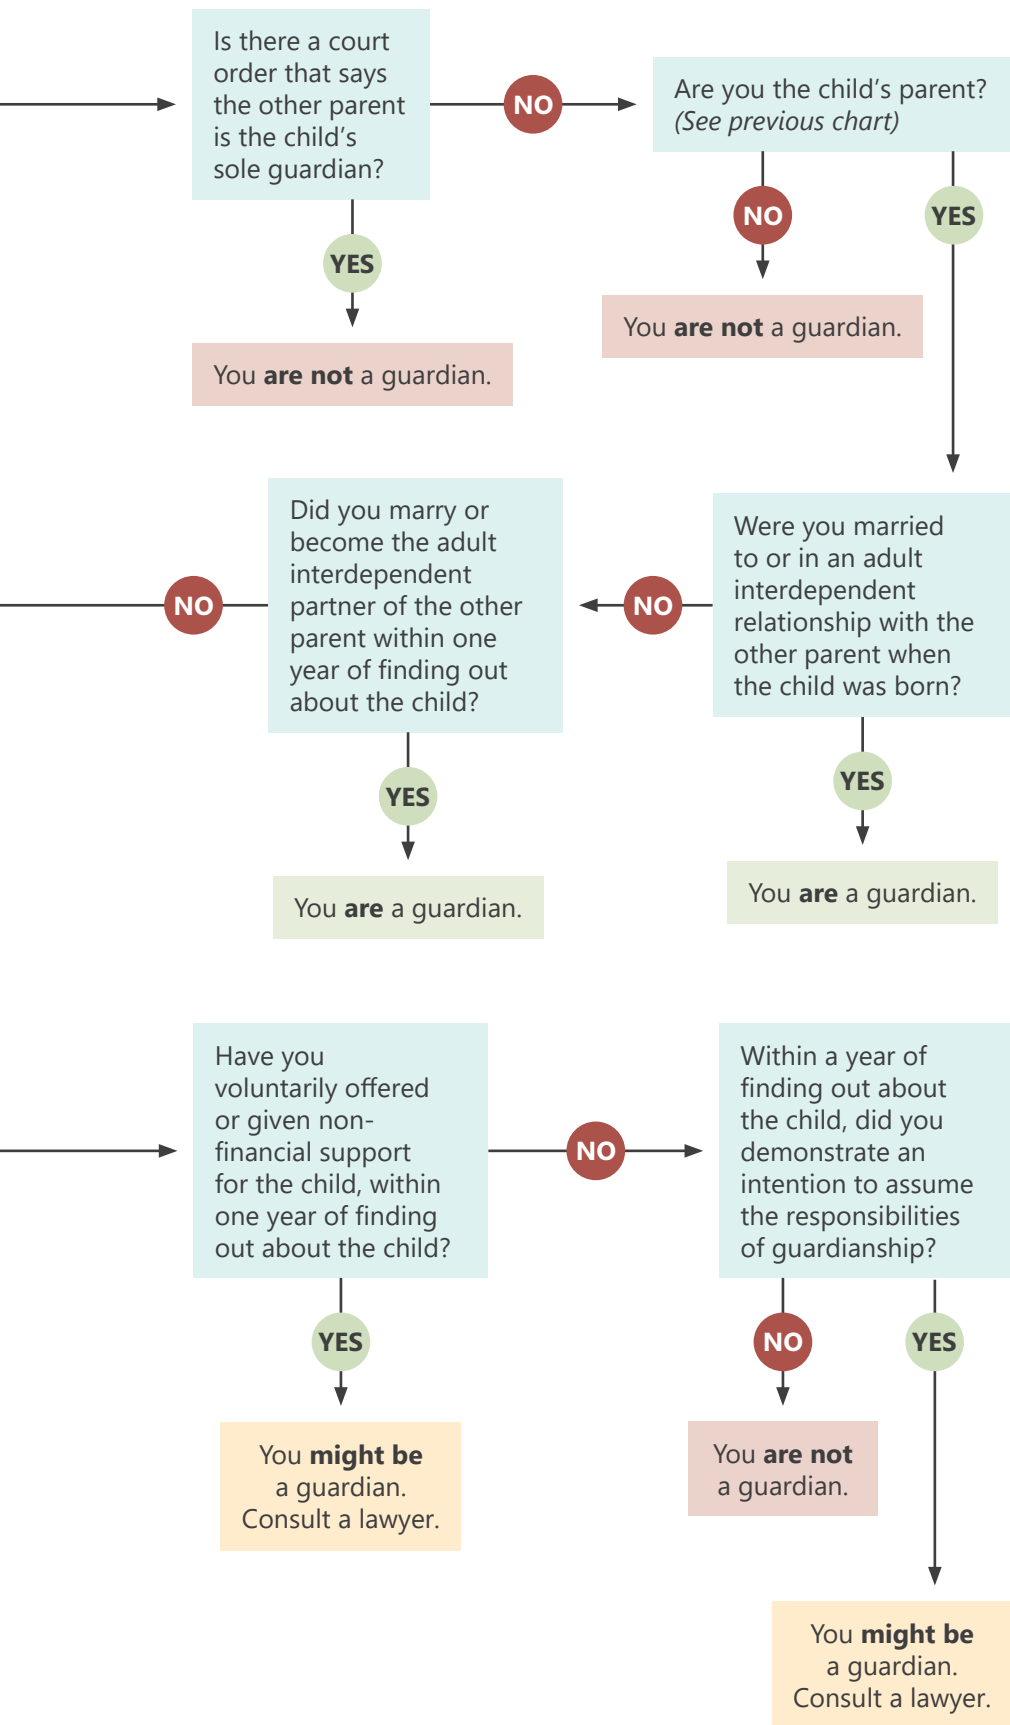 Is there a court
order that says
the other parent
is the child’s
sole guardian?
NO
Are you the child’s parent?
(See previous chart)
YES
You are not a guardian.
NO
You are not a guardian.
YES
Were you married
to or in an adult
interdependent
relationship with the
other parent when
the child was born?
NO
Did you marry or
become the adult
interdependent
partner of the other
parent within one
year of finding out
about the child?
NO
YES
You are a guardian.
YES
You are a guardian.
Have you
voluntarily offered
or given non-
financial support
for the child, within
one year of finding
out about the child?
NO
Within a year of
finding out about
the child, did you
demonstrate an
intention to assume
the responsibilities
of guardianship?
YES
You might be
a guardian.
Consult a lawyer.
NO
You are not
a guardian.
YES
You might be
a guardian.
Consult a lawyer.